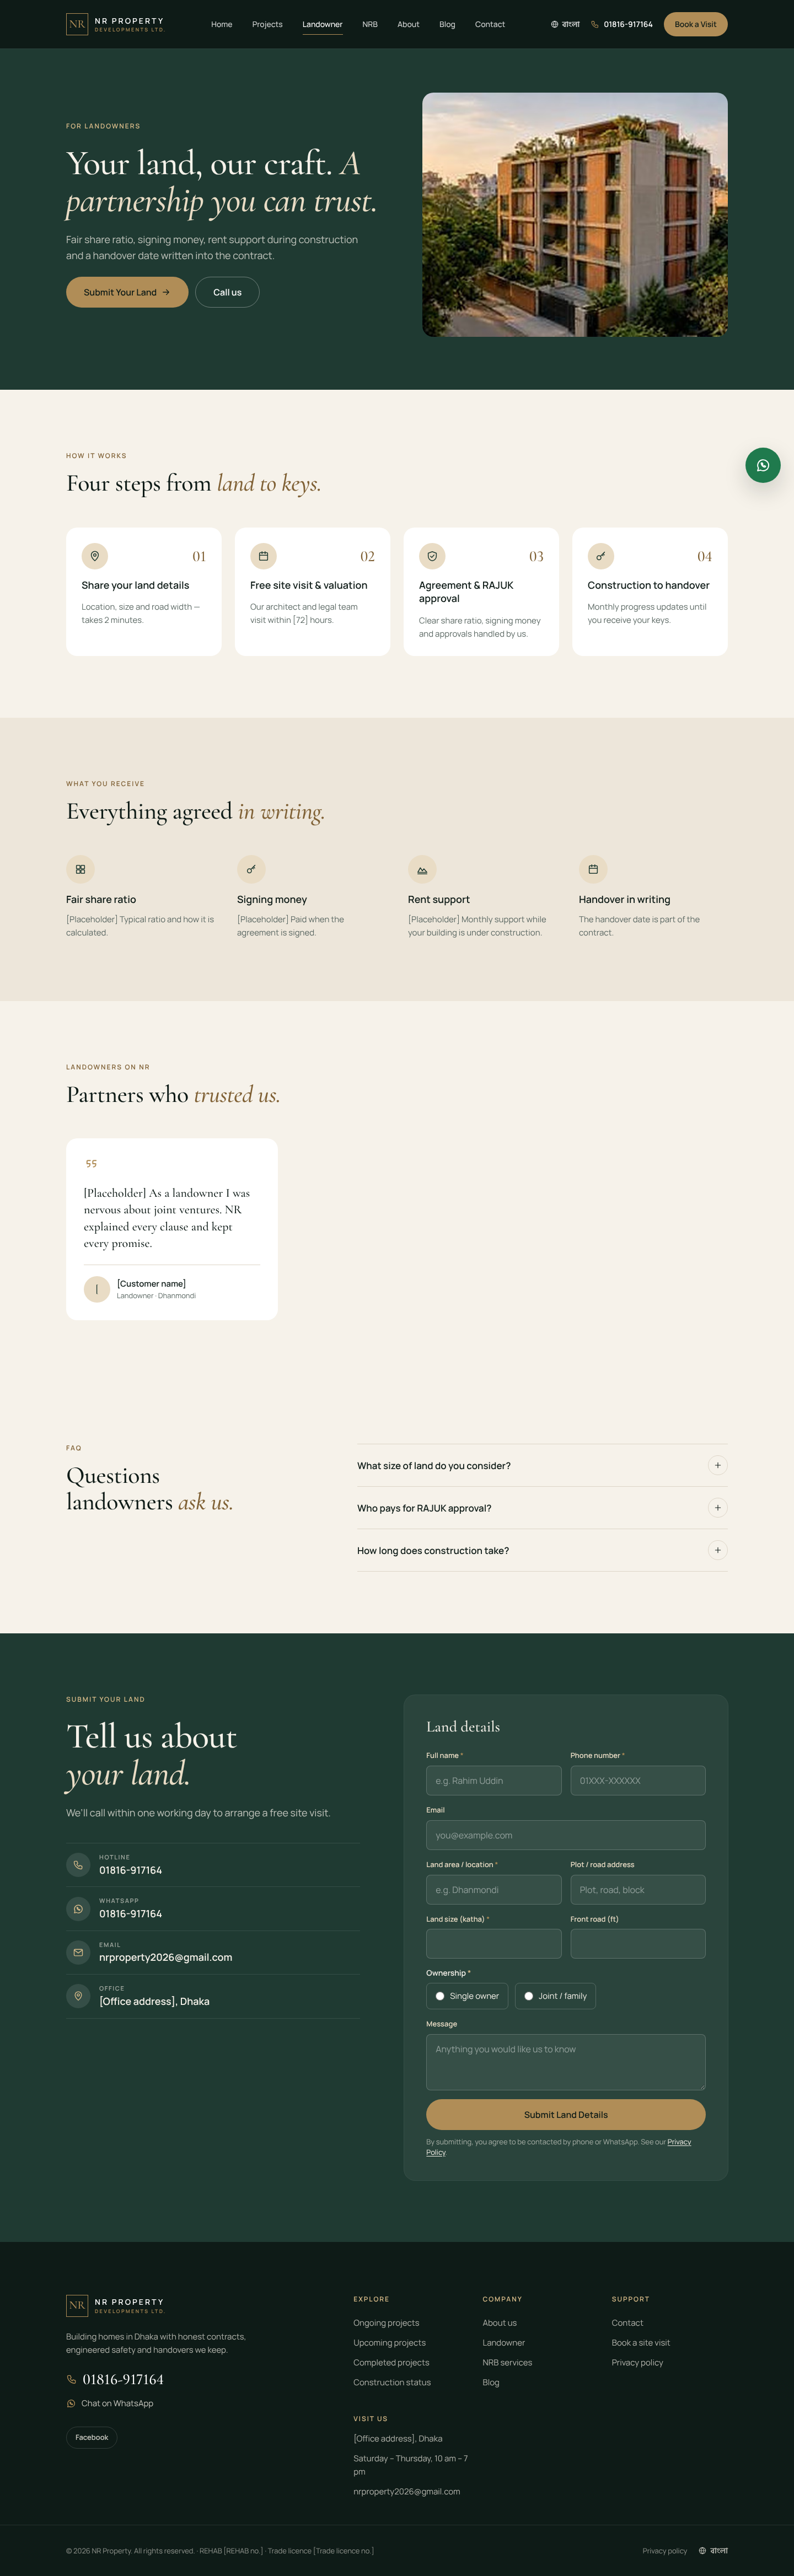 NR
NR PROPERTY
DEVELOPMENTS LTD.
Home
Projects
Landowner
NRB
About
Blog
Contact
বাংলা
01816-917164
Book a Visit
FOR LANDOWNERS
Your land, our craft. A
partnership you can trust.
Fair share ratio, signing money, rent support during construction
and a handover date written into the contract.
Submit Your Land
Call us
HOW IT WORKS
Four steps from land to keys.
01
Share your land details
Location, size and road width —
takes 2 minutes.
02
Free site visit & valuation
Our architect and legal team
visit within [72] hours.
03
Agreement & RAJUK
approval
Clear share ratio, signing money
and approvals handled by us.
04
Construction to handover
Monthly progress updates until
you receive your keys.
WHAT YOU RECEIVE
Everything agreed in writing.
Fair share ratio
[Placeholder] Typical ratio and how it is
calculated.
Signing money
[Placeholder] Paid when the
agreement is signed.
Rent support
[Placeholder] Monthly support while
your building is under construction.
Handover in writing
The handover date is part of the
contract.
LANDOWNERS ON NR
Partners who trusted us.
[Placeholder] As a landowner I was
nervous about joint ventures. NR
explained every clause and kept
every promise.
[
[Customer name]
Landowner · Dhanmondi
FAQ
Questions
landowners ask us.
What size of land do you consider?
Who pays for RAJUK approval?
How long does construction take?
SUBMIT YOUR LAND
Tell us about
your land.
We'll call within one working day to arrange a free site visit.
HOTLINE
01816-917164
WHATSAPP
01816-917164
EMAIL
nrproperty2026@gmail.com
OFFICE
[Office address], Dhaka
Land details
Full name *
Phone number *
e.g. Rahim Uddin
01XXX-XXXXXX
Email
you@example.com
Land area / location *
Plot / road address
e.g. Dhanmondi
Plot, road, block
Land size (katha) *
Front road (ft)
Ownership *
Single owner
Joint / family
Message
Anything you would like us to know
Submit Land Details
By submitting, you agree to be contacted by phone or WhatsApp. See our Privacy
Policy.
NR
NR PROPERTY
DEVELOPMENTS LTD.
Building homes in Dhaka with honest contracts,
engineered safety and handovers we keep.
01816-917164
Chat on WhatsApp
Facebook
EXPLORE
Ongoing projects
Upcoming projects
Completed projects
Construction status
COMPANY
About us
Landowner
NRB services
Blog
SUPPORT
Contact
Book a site visit
Privacy policy
VISIT US
[Office address], Dhaka
Saturday – Thursday, 10 am – 7
pm
nrproperty2026@gmail.com
© 2026 NR Property. All rights reserved. · REHAB [REHAB no.] · Trade licence [Trade licence no.]
Privacy policy
বাংলা